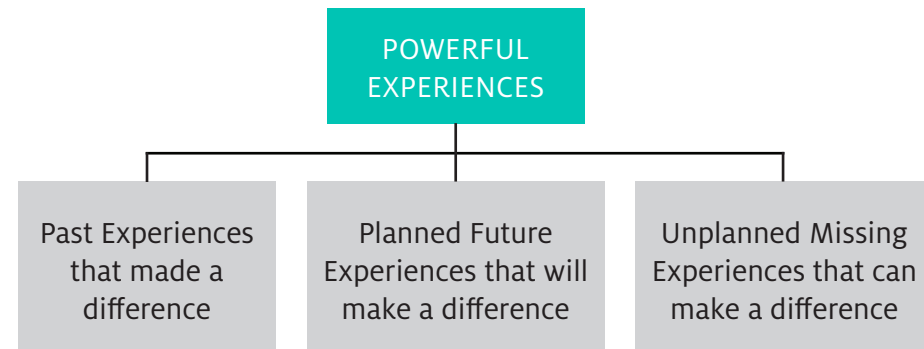 POWERFUL
EXPERIENCES
Past Experiences
that made a
difference
Planned Future
Experiences that will
make a difference
Unplanned Missing
Experiences that can
make a difference